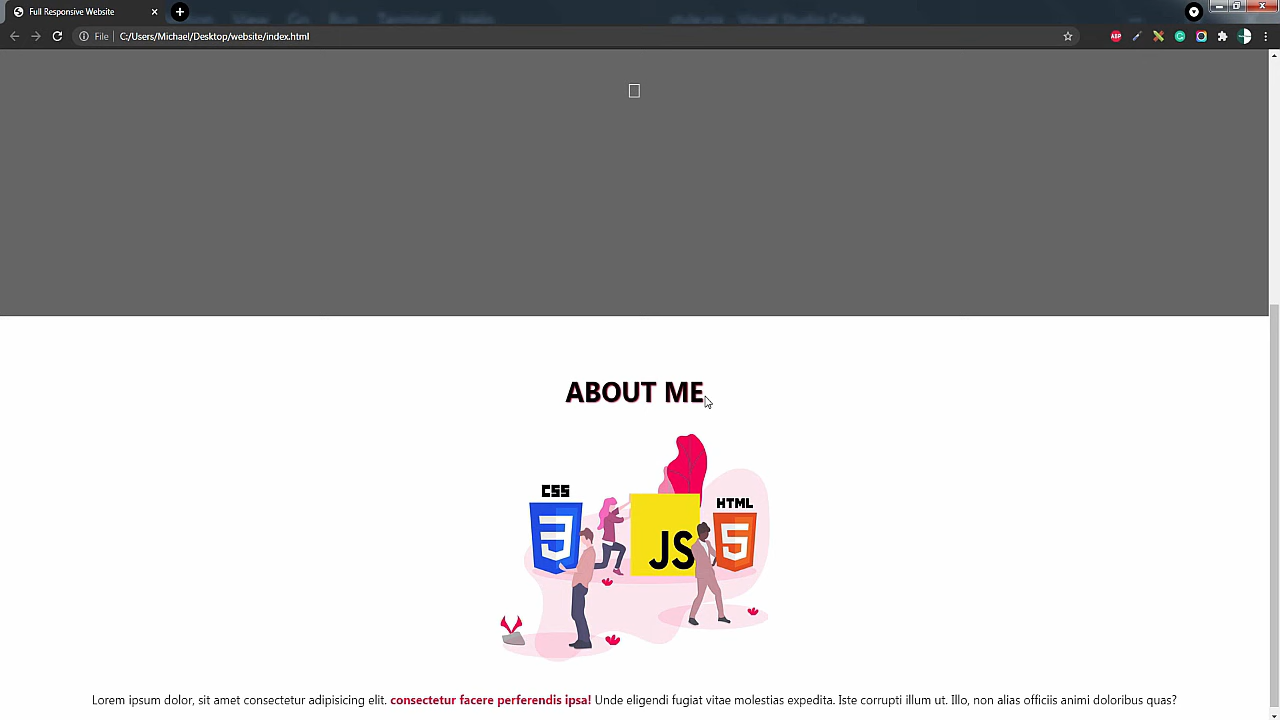 Full Responsive Website
File
C:/Users/Michael/Desktop/website/index.html
ABP
ABOUT ME
CSS
HTML
JS
Lorem ipsum dolor, sit amet consectetur adipisicing elit. consectetur facere perferendis ipsa! Unde eligendi fugiat vitae molestias expedita. Iste corrupti illum ut. Illo, non alias officiis animi doloribus quas?